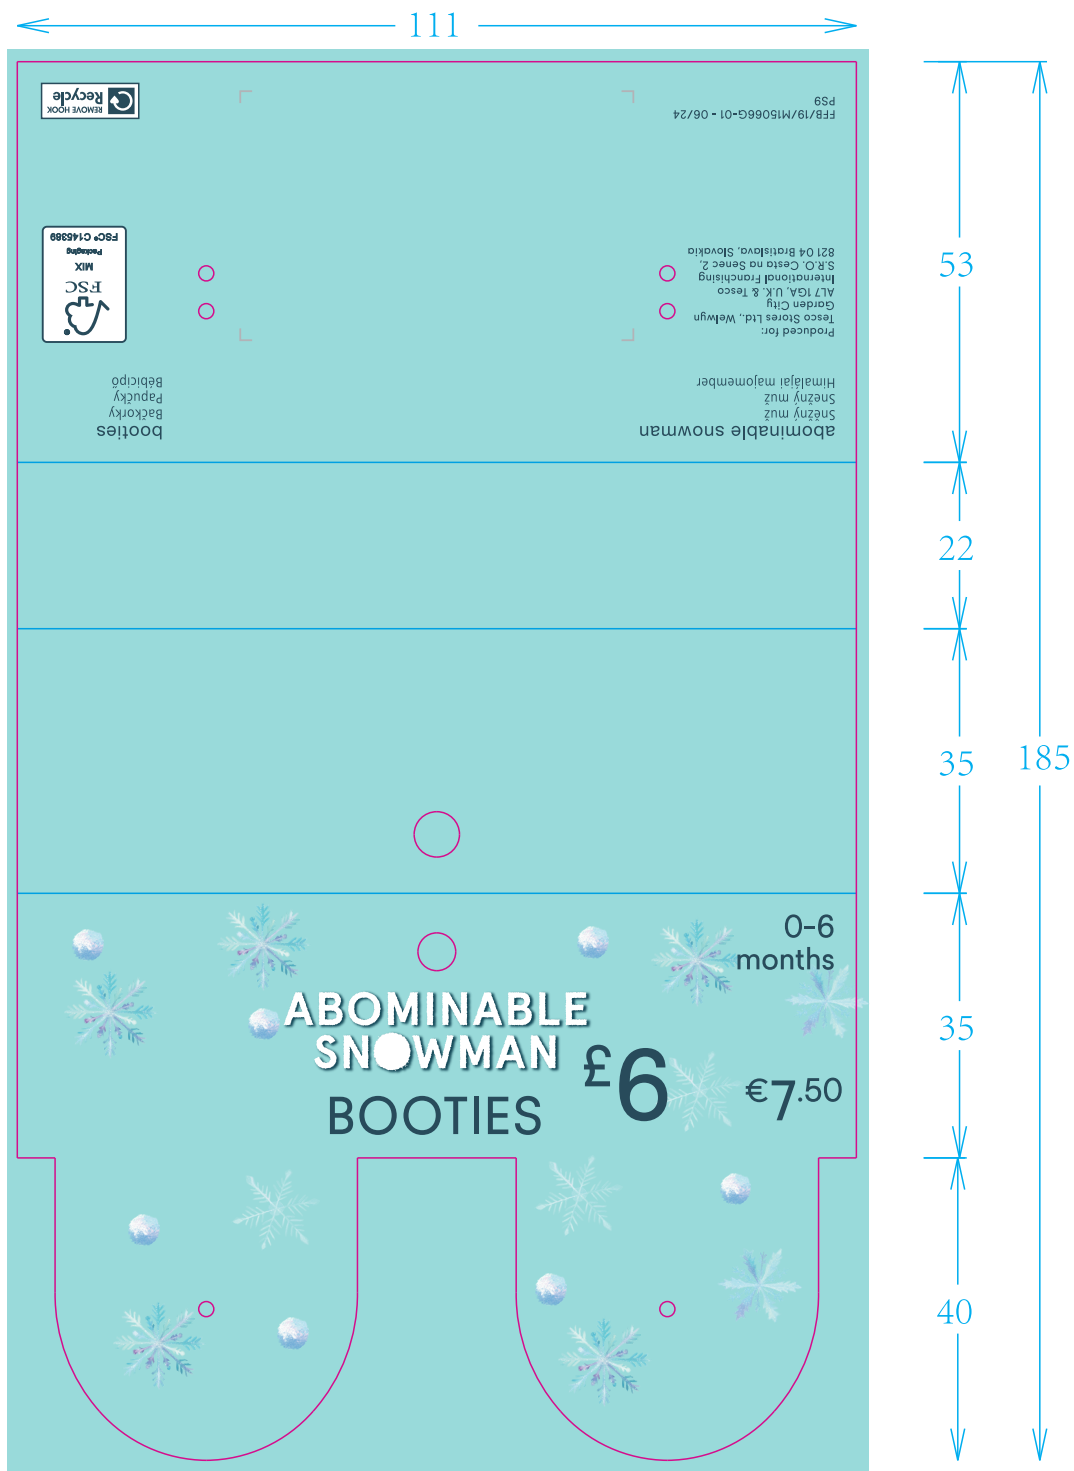 111
REMOVE HOOK
Recycle
FFB/19/M15066G-01 - 06/24
PS9
FSC
MIX
Packaging
FSC® C145389
Produced for:
Tesco Stores Ltd., Welwyn
Garden City
AL7 1GA, U.K. & Tesco
International Franchising
S.R.O. Cesta na Senec 2,
821 04 Bratislava, Slovakia
abominable snowman
Sněžný muž
Snežný muž
Himalájai majomember
booties
Bačkorky
Papučky
Bébicipő
53
22
35
185
35
40
0-6
months
ABOMINABLE
SNOWMAN
BOOTIES
£6
€7.50